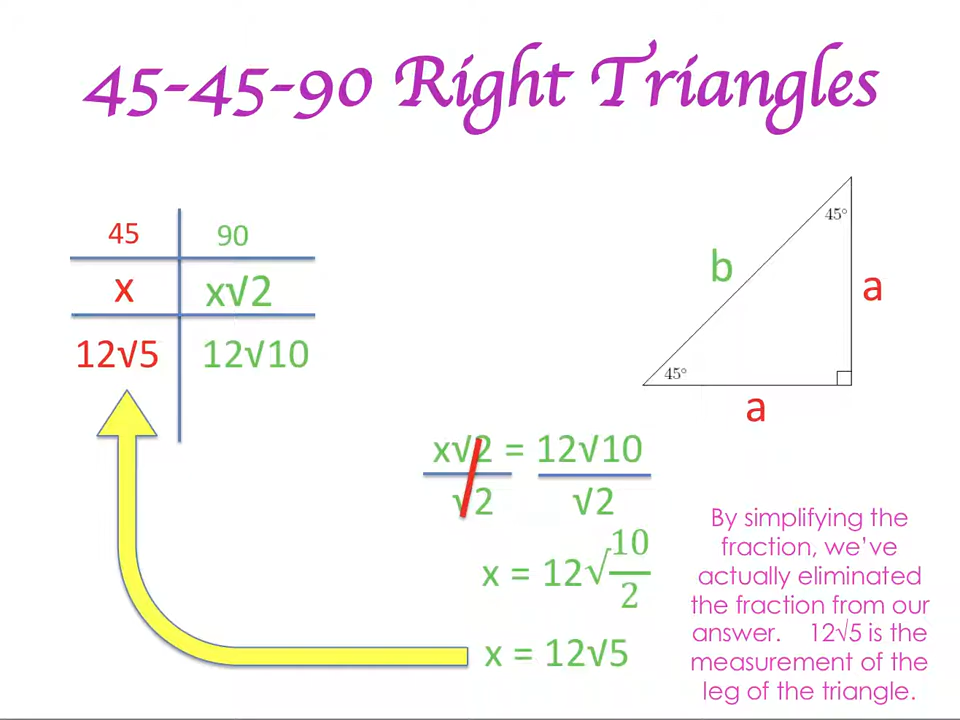 45-45-90 Right Triangles
45 90
x x√2
12√5 12√10
45°
b
a
45°
a
x√2 = 12√10
√2 √2
x = 12√10/2
x = 12√5
By simplifying the
fraction, we've
actually eliminated
the fraction from our
answer. 12√5 is the
measurement of the
leg of the triangle.